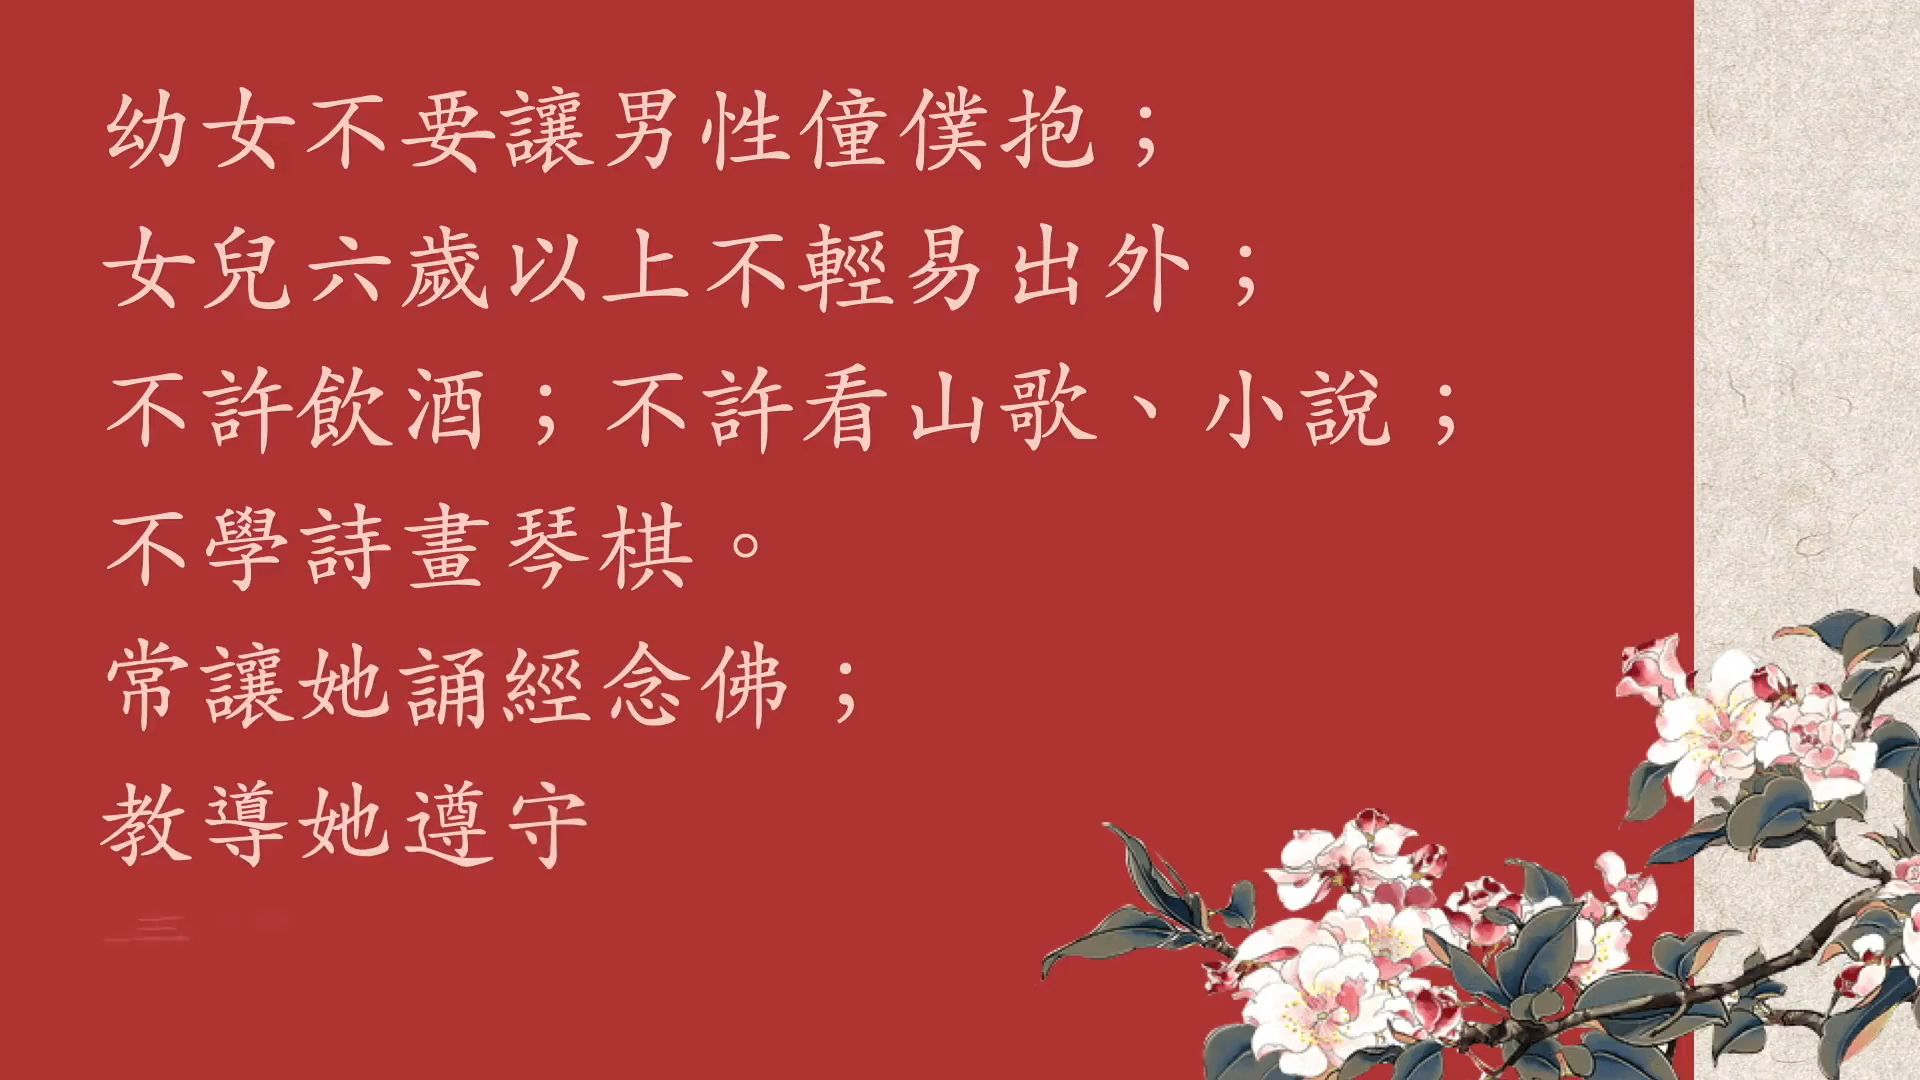 幼女不要讓男性僮僕抱；
女兒六歲以上不輕易出外；
不許飲酒；不許看山歌、小說；
不學詩畫琴棋。
常讓她誦經念佛；
教導她遵守